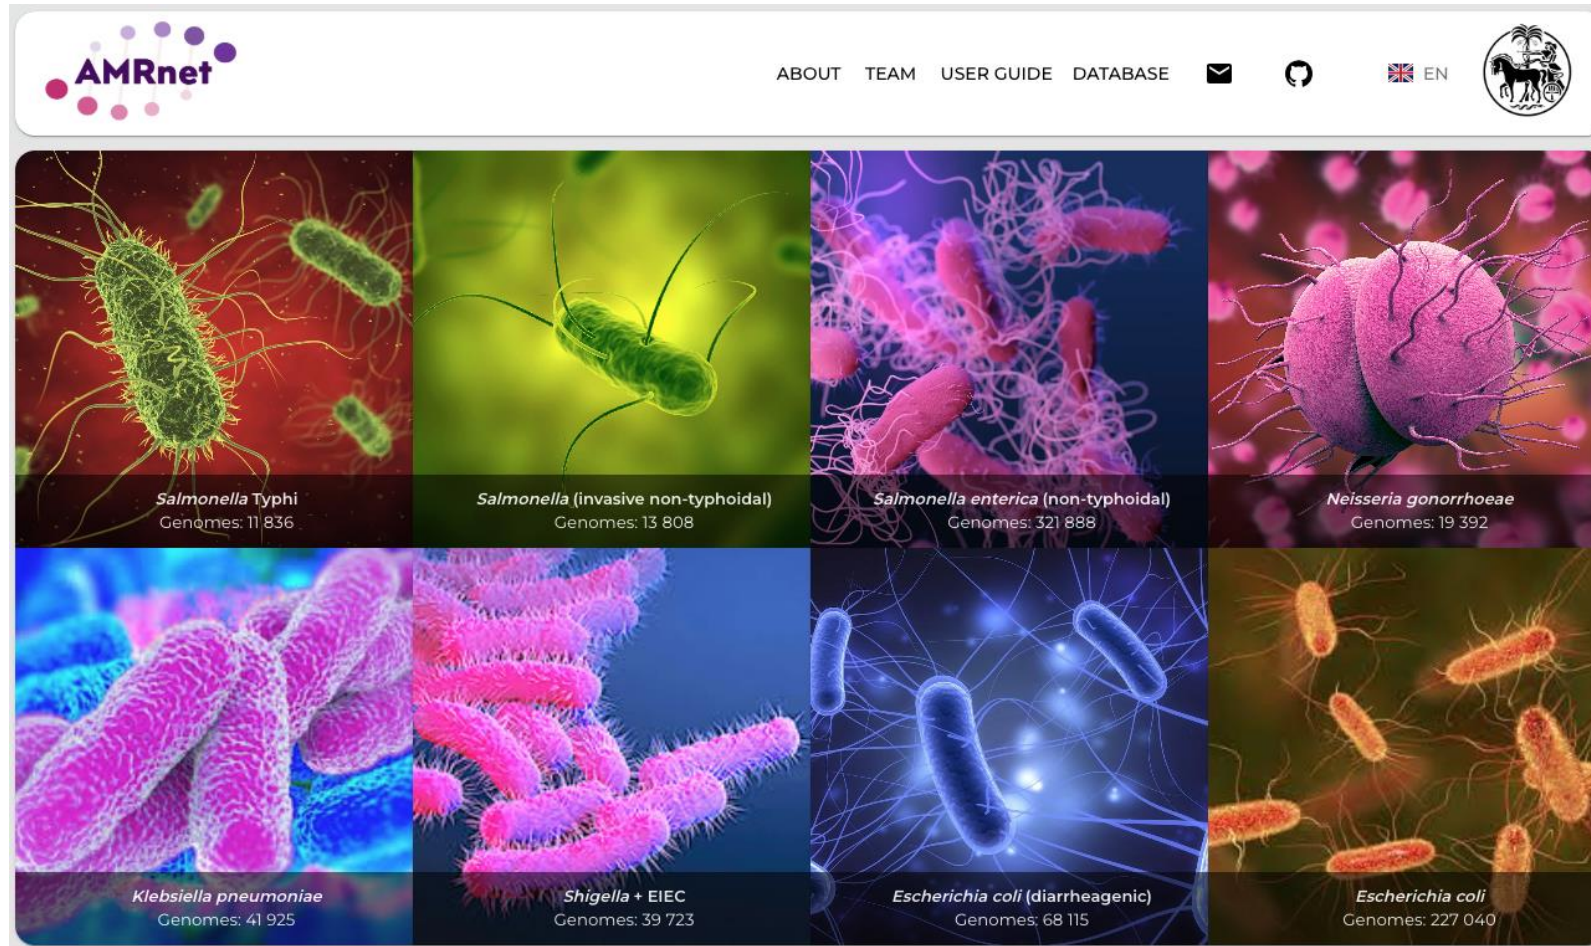 AMRnet
ABOUT TEAM USER GUIDE DATABASE EN
Salmonella Typhi
Genomes: 11 836
Salmonella (invasive non-typhoidal)
Genomes: 13 808
Salmonella enterica (non-typhoidal)
Genomes: 321 888
Neisseria gonorrhoeae
Genomes: 19 392
Klebsiella pneumoniae
Genomes: 41 925
Shigella + EIEC
Genomes: 39 723
Escherichia coli (diarrheagenic)
Genomes: 68 115
Escherichia coli
Genomes: 227 040